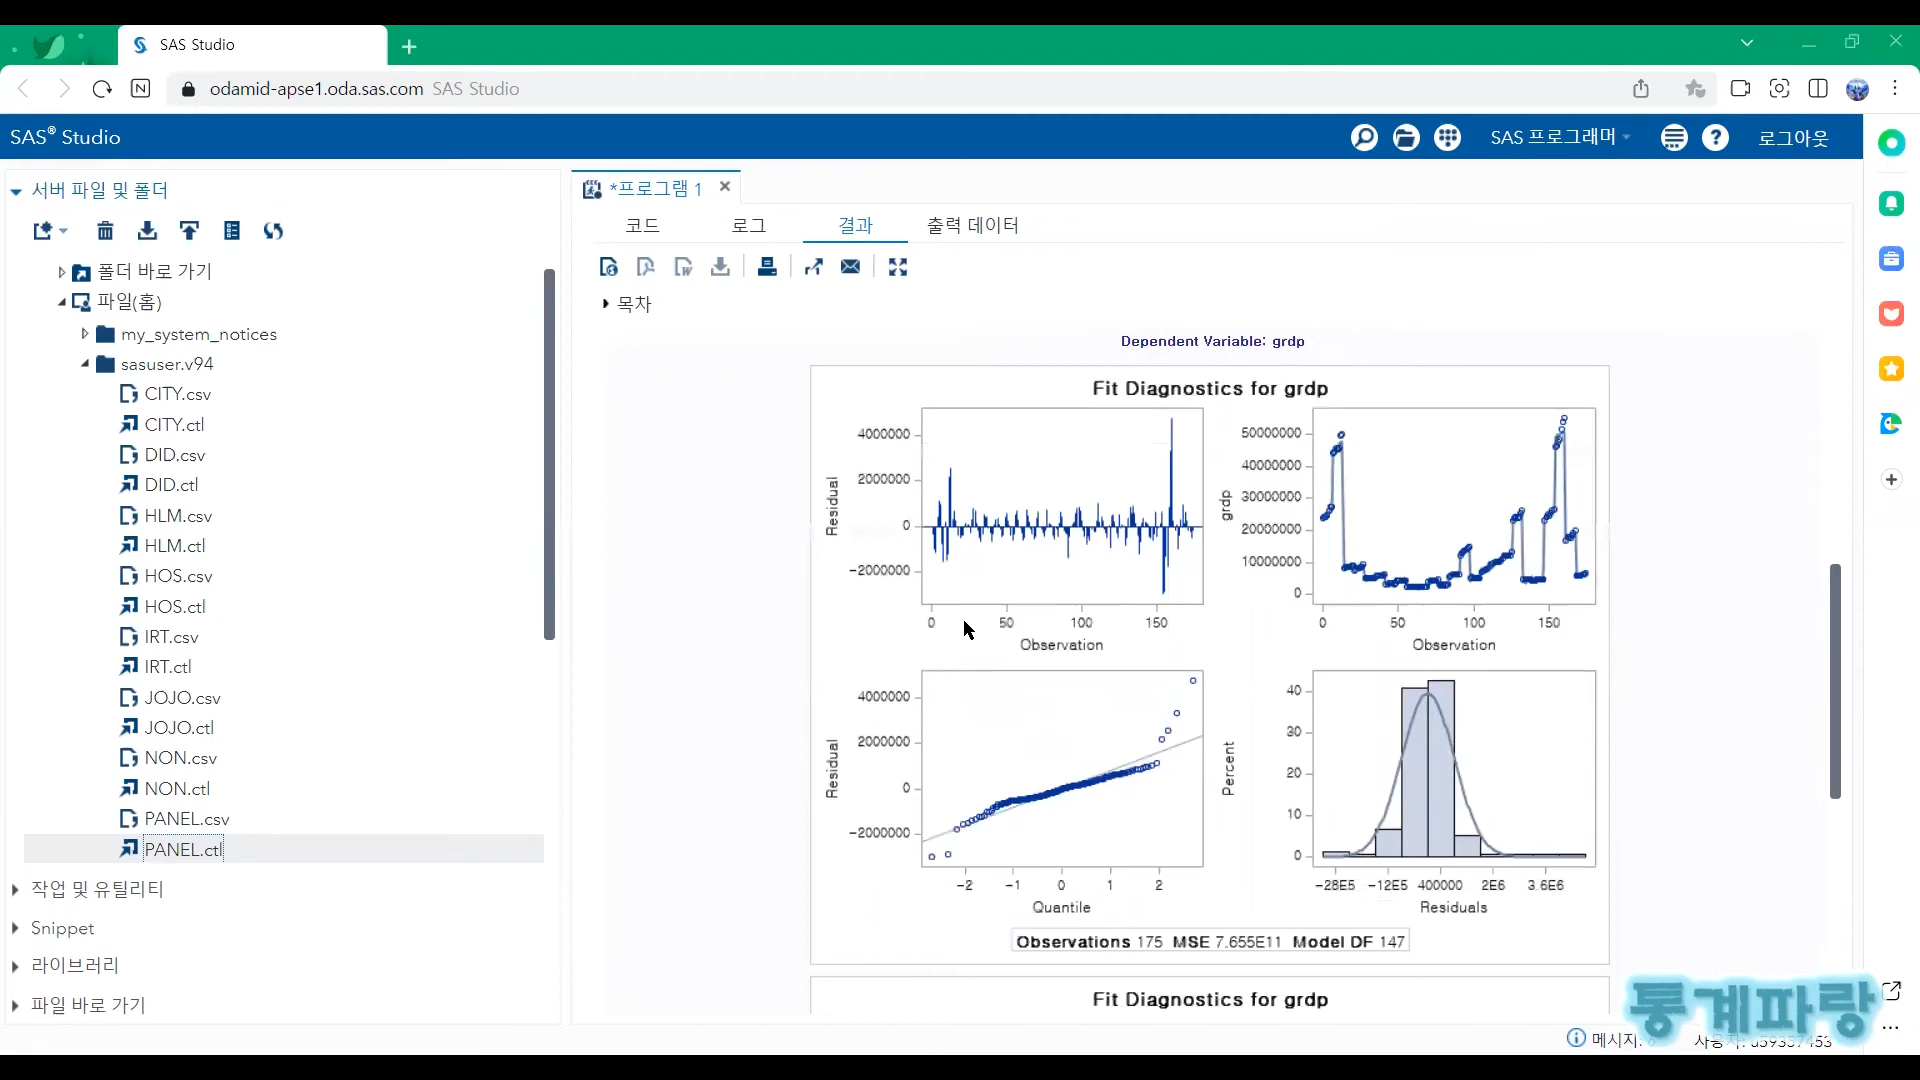 SAS Studio
odamid-apse1.oda.sas.com SAS Studio
SAS® Studio
SAS 프로그래머
로그아웃
서버 파일 및 폴더
폴더 바로 가기
파일(홈)
my_system_notices
sasuser.v94
CITY.csv
CITY.ctl
DID.csv
DID.ctl
HLM.csv
HLM.ctl
HOS.csv
HOS.ctl
IRT.csv
IRT.ctl
JOJO.csv
JOJO.ctl
NON.csv
NON.ctl
PANEL.csv
PANEL.ctl
작업 및 유틸리티
Snippet
라이브러리
파일 바로 가기
*프로그램 1
코드 로그 결과 출력 데이터
목차
Dependent Variable: grdp
Fit Diagnostics for grdp
4000000
2000000
0
-2000000
Residual
0 50 100 150
Observation
50000000
40000000
30000000
20000000
10000000
0
grdp
0 50 100 150
Observation
4000000
2000000
0
-2000000
Residual
-2 -1 0 1 2
Quantile
40
30
20
10
0
Percent
-28E5 -12E5 400000 2E6 3.6E6
Residuals
Observations 175 MSE 7.655E11 Model DF 147
Fit Diagnostics for grdp
통계파랑
메시지:
사용자: u59357453